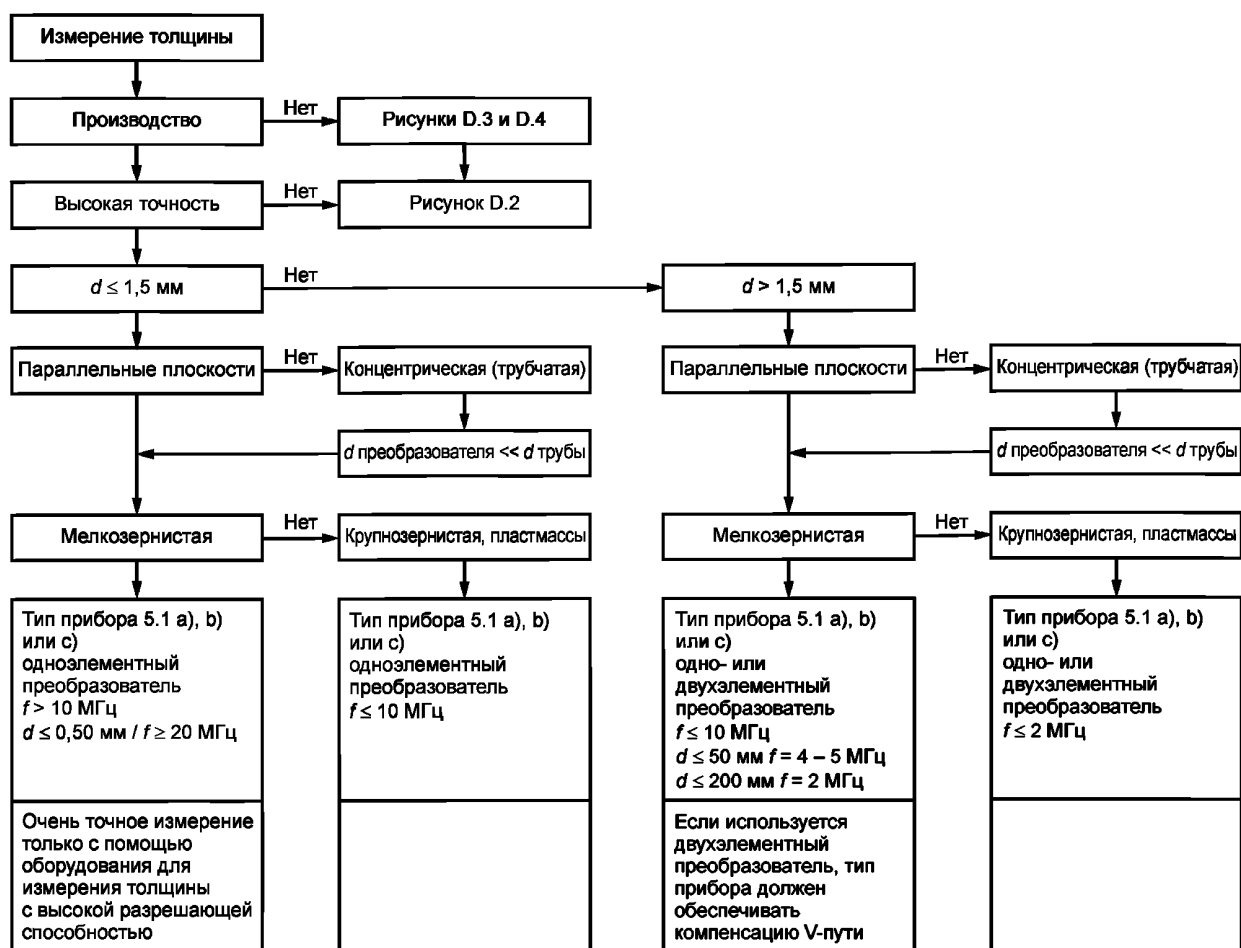 Измерение толщины
Производство
Нет
Рисунки D.3 и D.4
Высокая точность
Нет
Рисунок D.2
d ≤ 1,5 мм
Нет
d > 1,5 мм
Параллельные плоскости
Нет
Концентрическая (трубчатая)
Параллельные плоскости
Нет
Концентрическая (трубчатая)
d преобразователя << d трубы
d преобразователя << d трубы
Мелкозернистая
Нет
Крупнозернистая, пластмассы
Мелкозернистая
Нет
Крупнозернистая, пластмассы
Тип прибора 5.1 a), b)
или c)
одноэлементный
преобразователь
f > 10 МГц
d ≤ 0,50 мм / f ≥ 20 МГц
Тип прибора 5.1 a), b)
или c)
одноэлементный
преобразователь
f ≤ 10 МГц
Тип прибора 5.1 a), b)
или c)
одно- или
двухэлементный
преобразователь
f ≤ 10 МГц
d ≤ 50 мм f = 4 – 5 МГц
d ≤ 200 мм f = 2 МГц
Тип прибора 5.1 a), b)
или c)
одно- или
двухэлементный
преобразователь
f ≤ 2 МГц
Очень точное измерение
только с помощью
оборудования для
измерения толщины
с высокой разрешающей
способностью
Если используется
двухэлементный
преобразователь, тип
прибора должен
обеспечивать
компенсацию V-пути